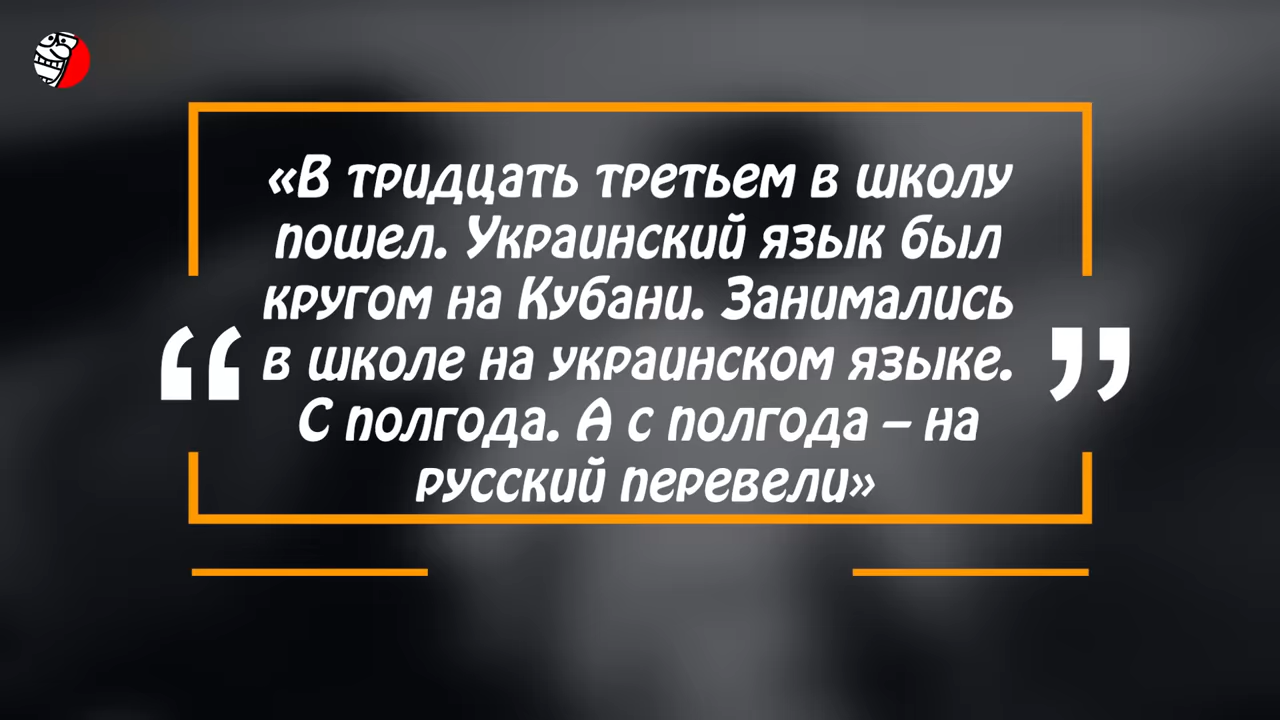 «В тридцать третьем в школу
пошел. Украинский язык был
кругом на Кубани. Занимались
в школе на украинском языке.
С полгода. А с полгода – на
русский перевели»